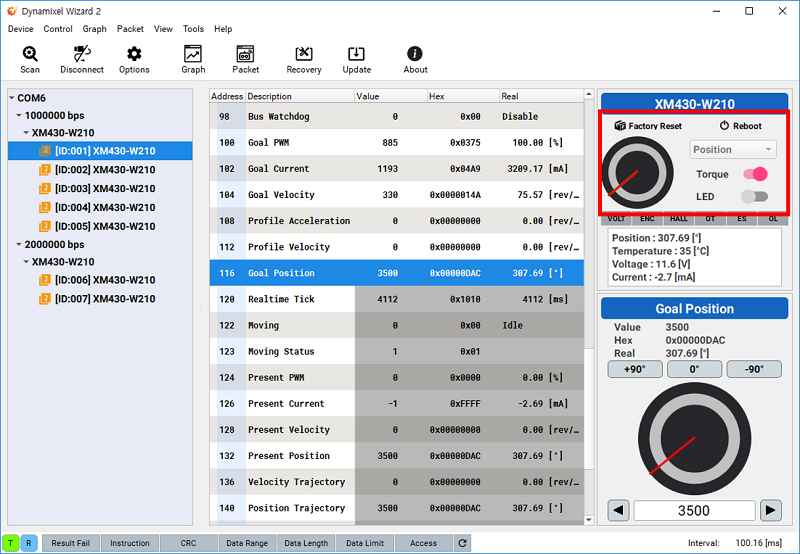 Dynamixel Wizard 2
Device Control Graph Packet View Tools Help
Scan Disconnect Options Graph Packet Recovery Update About
COM6
1000000 bps
XM430-W210
2 [ID:001] XM430-W210
2 [ID:002] XM430-W210
2 [ID:003] XM430-W210
2 [ID:004] XM430-W210
2 [ID:005] XM430-W210
2000000 bps
XM430-W210
2 [ID:006] XM430-W210
2 [ID:007] XM430-W210
Address Description Value Hex Real
98 Bus Watchdog 0 0x00 Disable
100 Goal PWM 885 0x0375 100.00 [%]
102 Goal Current 1193 0x04A9 3209.17 [mA]
104 Goal Velocity 330 0x0000014A 75.57 [rev/…
108 Profile Acceleration 0 0x00000000 0.00 [rev/…
112 Profile Velocity 0 0x00000000 0.00 [rev/…
116 Goal Position 3500 0x00000DAC 307.69 [°]
120 Realtime Tick 4112 0x1010 4112 [ms]
122 Moving 0 0x00 Idle
123 Moving Status 1 0x01
124 Present PWM 0 0x0000 0.00 [%]
126 Present Current -1 0xFFFF -2.69 [mA]
128 Present Velocity 0 0x00000000 0.00 [rev/…
132 Present Position 3500 0x00000DAC 307.69 [°]
136 Velocity Trajectory 0 0x00000000 0.00 [rev/…
140 Position Trajectory 3500 0x00000DAC 307.69 [°]
XM430-W210
Factory Reset Reboot
Position
Torque
LED
VOLT ENC HALL OT ES OL
Position : 307.69 [°]
Temperature : 35 [°C]
Voltage : 11.6 [V]
Current : -2.7 [mA]
Goal Position
Value 3500
Hex 0x00000DAC
Real 307.69 [°]
+90° 0° -90°
3500
T R Result Fail Instruction CRC Data Range Data Length Data Limit Access Interval: 100.16 [ms]